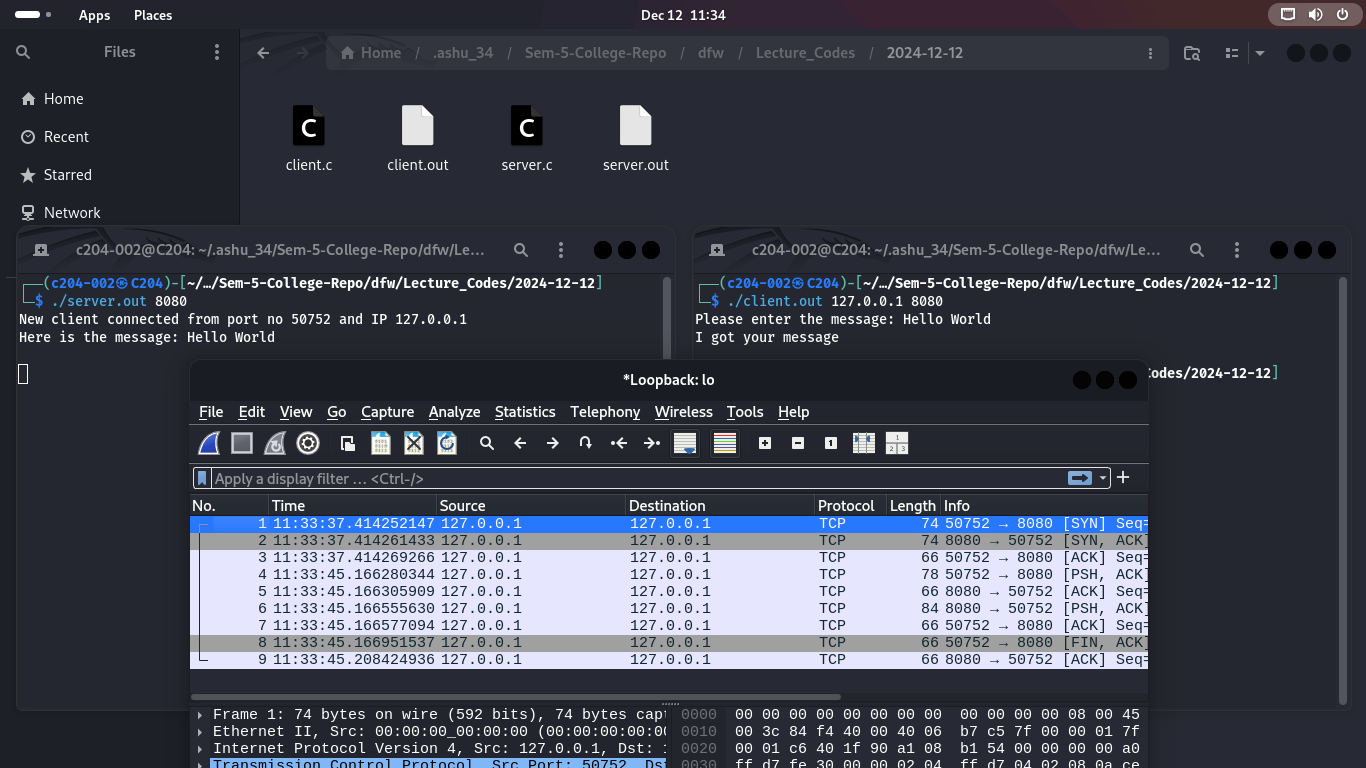 Apps Places Dec 12 11:34
Files
Home / .ashu_34 / Sem-5-College-Repo / dfw / Lecture_Codes / 2024-12-12
Home
Recent
Starred
Network
client.c client.out server.c server.out
c204-002@C204: ~/.ashu_34/Sem-5-College-Repo/dfw/Le...
┌──(c204-002㉿C204)-[~/…/Sem-5-College-Repo/dfw/Lecture_Codes/2024-12-12]
└─$ ./server.out 8080
New client connected from port no 50752 and IP 127.0.0.1
Here is the message: Hello World
c204-002@C204: ~/.ashu_34/Sem-5-College-Repo/dfw/Le...
┌──(c204-002㉿C204)-[~/…/Sem-5-College-Repo/dfw/Lecture_Codes/2024-12-12]
└─$ ./client.out 127.0.0.1 8080
Please enter the message: Hello World
I got your message
Codes/2024-12-12]
*Loopback: lo
File Edit View Go Capture Analyze Statistics Telephony Wireless Tools Help
Apply a display filter … <Ctrl-/>
No. Time Source Destination Protocol Length Info
1 11:33:37.414252147 127.0.0.1 127.0.0.1 TCP 74 50752 → 8080 [SYN] Seq=
2 11:33:37.414261433 127.0.0.1 127.0.0.1 TCP 74 8080 → 50752 [SYN, ACK]
3 11:33:37.414269266 127.0.0.1 127.0.0.1 TCP 66 50752 → 8080 [ACK] Seq=
4 11:33:45.166280344 127.0.0.1 127.0.0.1 TCP 78 50752 → 8080 [PSH, ACK]
5 11:33:45.166305909 127.0.0.1 127.0.0.1 TCP 66 8080 → 50752 [ACK] Seq=
6 11:33:45.166555630 127.0.0.1 127.0.0.1 TCP 84 8080 → 50752 [PSH, ACK]
7 11:33:45.166577094 127.0.0.1 127.0.0.1 TCP 66 50752 → 8080 [ACK] Seq=
8 11:33:45.166951537 127.0.0.1 127.0.0.1 TCP 66 50752 → 8080 [FIN, ACK]
9 11:33:45.208424936 127.0.0.1 127.0.0.1 TCP 66 8080 → 50752 [ACK] Seq=
Frame 1: 74 bytes on wire (592 bits), 74 bytes capt
Ethernet II, Src: 00:00:00_00:00:00 (00:00:00:00:00
Internet Protocol Version 4, Src: 127.0.0.1, Dst: 1
Transmission Control Protocol, Src Port: 50752, Dst
0000 00 00 00 00 00 00 00 00 00 00 00 00 08 00 45
0010 00 3c 84 f4 40 00 40 06 b7 c5 7f 00 00 01 7f
0020 00 01 c6 40 1f 90 a1 08 b1 54 00 00 00 00 a0
0030 ff d7 fe 30 00 00 02 04 ff d7 04 02 08 0a ce